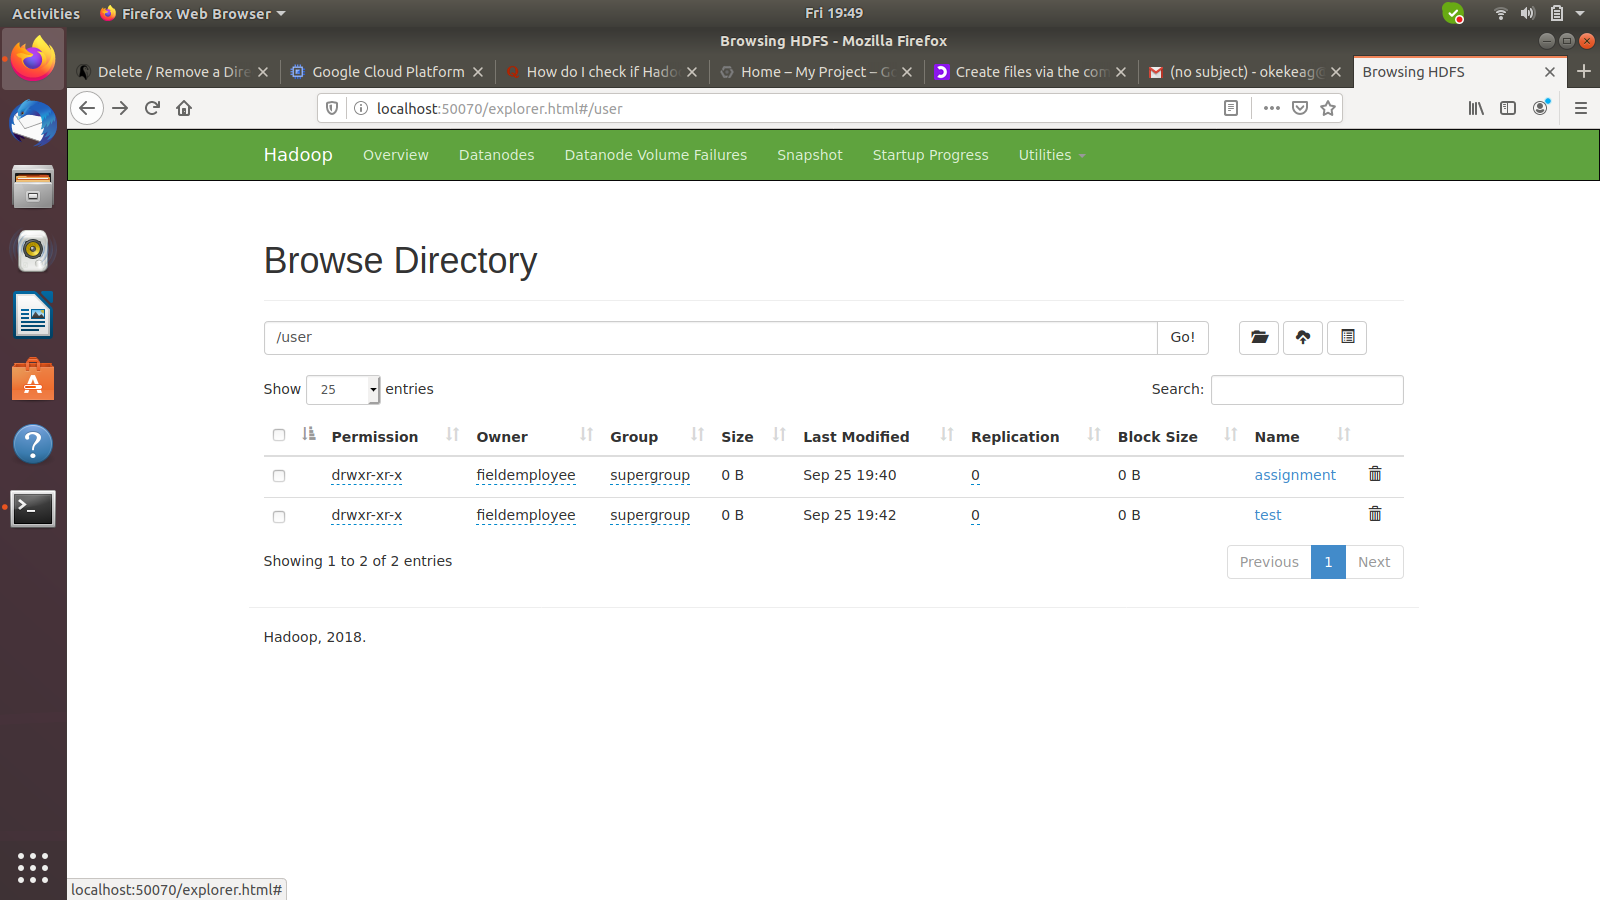 Activities Firefox Web Browser Fri 19:49
Browsing HDFS - Mozilla Firefox
Delete / Remove a Dire Google Cloud Platform How do I check if Hado Home – My Project – Go Create files via the com (no subject) - okekeag@ Browsing HDFS
localhost:50070/explorer.html#/user
Hadoop Overview Datanodes Datanode Volume Failures Snapshot Startup Progress Utilities
Browse Directory
/user Go!
Show 25 entries Search:
Permission Owner Group Size Last Modified Replication Block Size Name
drwxr-xr-x fieldemployee supergroup 0 B Sep 25 19:40 0 0 B assignment
drwxr-xr-x fieldemployee supergroup 0 B Sep 25 19:42 0 0 B test
Showing 1 to 2 of 2 entries Previous 1 Next
Hadoop, 2018.
localhost:50070/explorer.html#